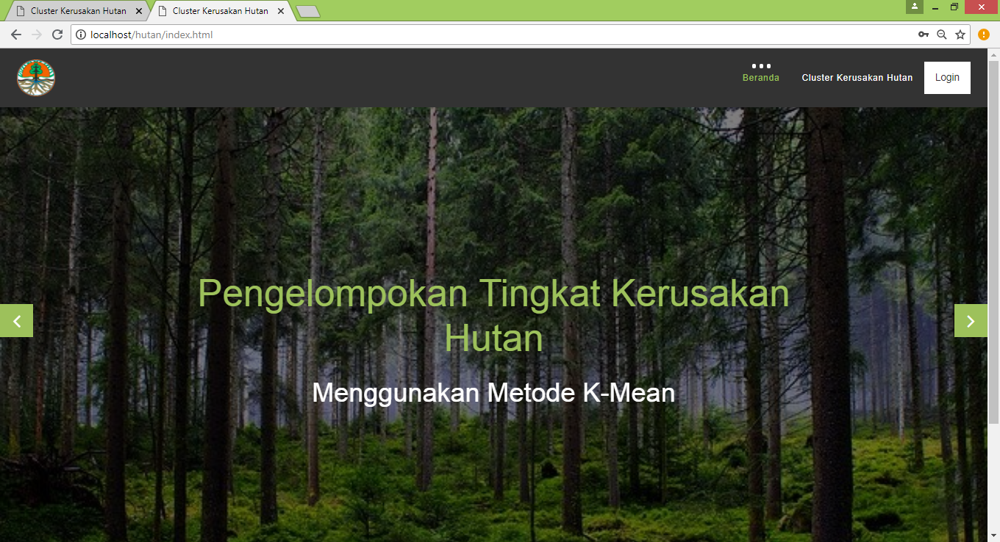 Cluster Kerusakan Hutan
Cluster Kerusakan Hutan
localhost/hutan/index.html
Beranda
Cluster Kerusakan Hutan
Login
Pengelompokan Tingkat Kerusakan
Hutan
Menggunakan Metode K-Mean